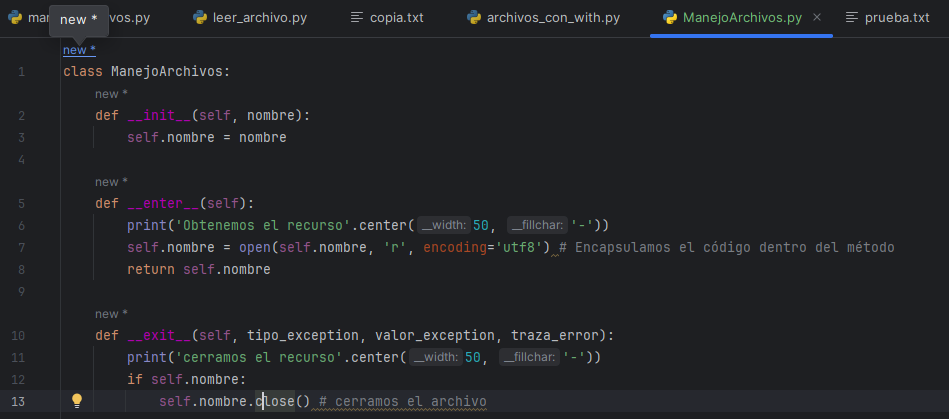 ma
vos.py
leer_archivo.py
copia.txt
archivos_con_with.py
ManejoArchivos.py
prueba.txt
new *
new *
1 class ManejoArchivos:
new *
2 def __init__(self, nombre):
3 self.nombre = nombre
4
new *
5 def __enter__(self):
6 print('Obtenemos el recurso'.center( __width: 50, __fillchar: '-'))
7 self.nombre = open(self.nombre, 'r', encoding='utf8') # Encapsulamos el código dentro del método
8 return self.nombre
9
new *
10 def __exit__(self, tipo_exception, valor_exception, traza_error):
11 print('cerramos el recurso'.center( __width: 50, __fillchar: '-'))
12 if self.nombre:
13 self.nombre.close() # cerramos el archivo